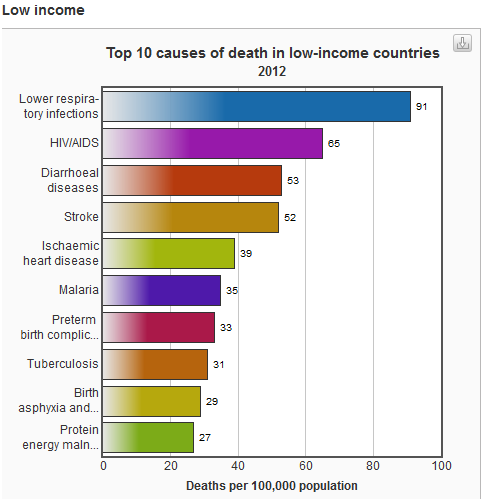 Low income
Top 10 causes of death in low-income countries
2012
Lower respira-
tory infections
91
HIV/AIDS
65
Diarrhoeal
diseases
53
Stroke
52
Ischaemic
heart disease
39
Malaria
35
Preterm
birth complic...
33
Tuberculosis
31
Birth
asphyxia and...
29
Protein
energy maln...
27
0 20 40 60 80 100
Deaths per 100,000 population